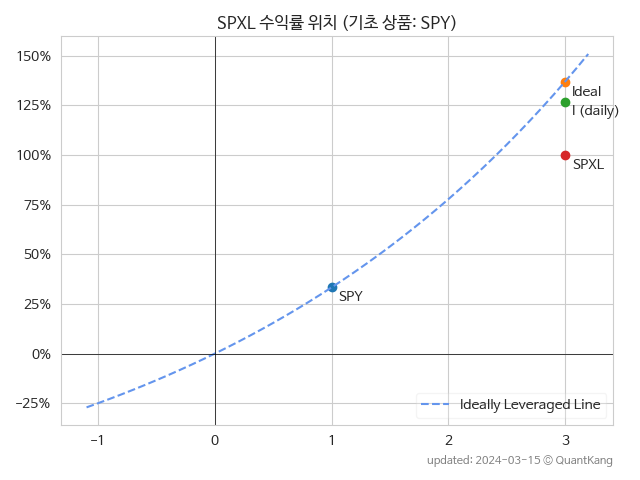 SPXL 수익률 위치 (기초 상품: SPY)
150%
125%
100%
75%
50%
25%
0%
−25%
Ideal
I (daily)
SPXL
SPY
Ideally Leveraged Line
−1
0
1
2
3
updated: 2024-03-15 © QuantKang